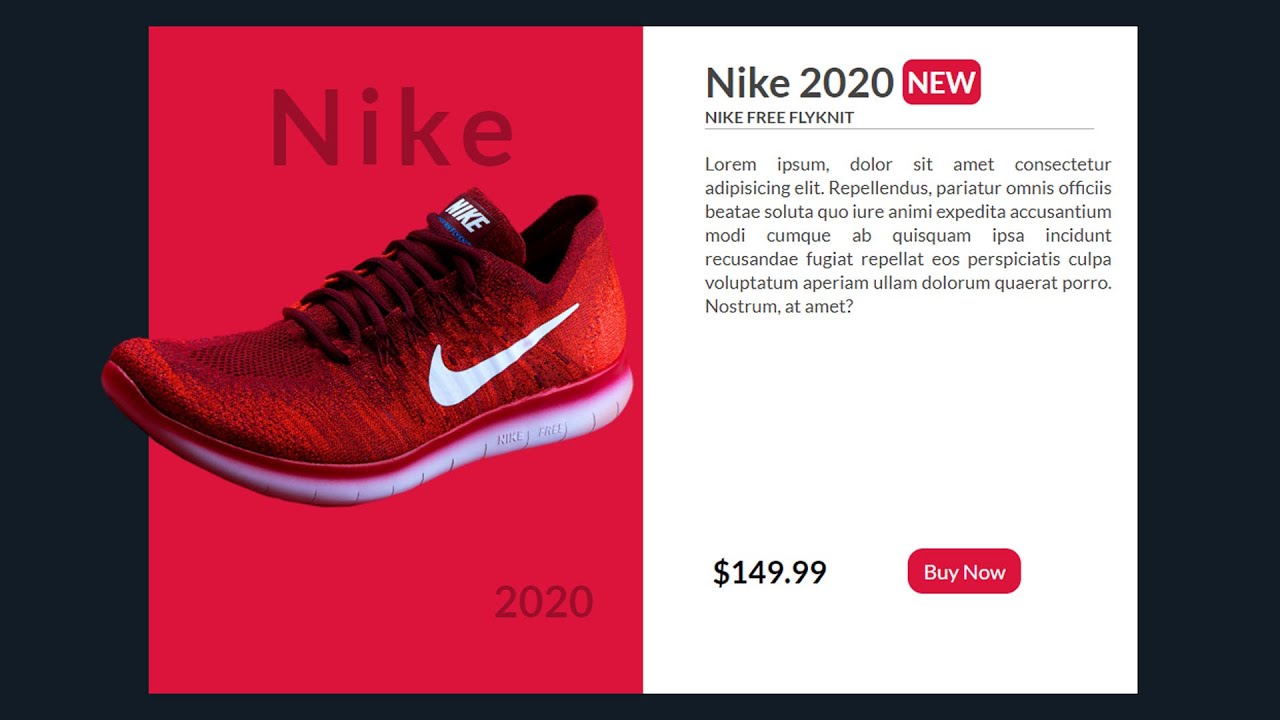 Nike
NIKE
NIKE FREE
2020
Nike 2020 NEW
NIKE FREE FLYKNIT
Lorem ipsum, dolor sit amet consectetur
adipisicing elit. Repellendus, pariatur omnis officiis
beatae soluta quo iure animi expedita accusantium
modi cumque ab quisquam ipsa incidunt
recusandae fugiat repellat eos perspiciatis culpa
voluptatum aperiam ullam dolorum quaerat porro.
Nostrum, at amet?
$149.99 Buy Now